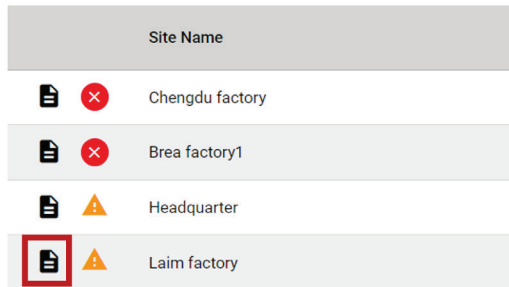 Site Name
Chengdu factory
Brea factory1
Headquarter
Laim factory